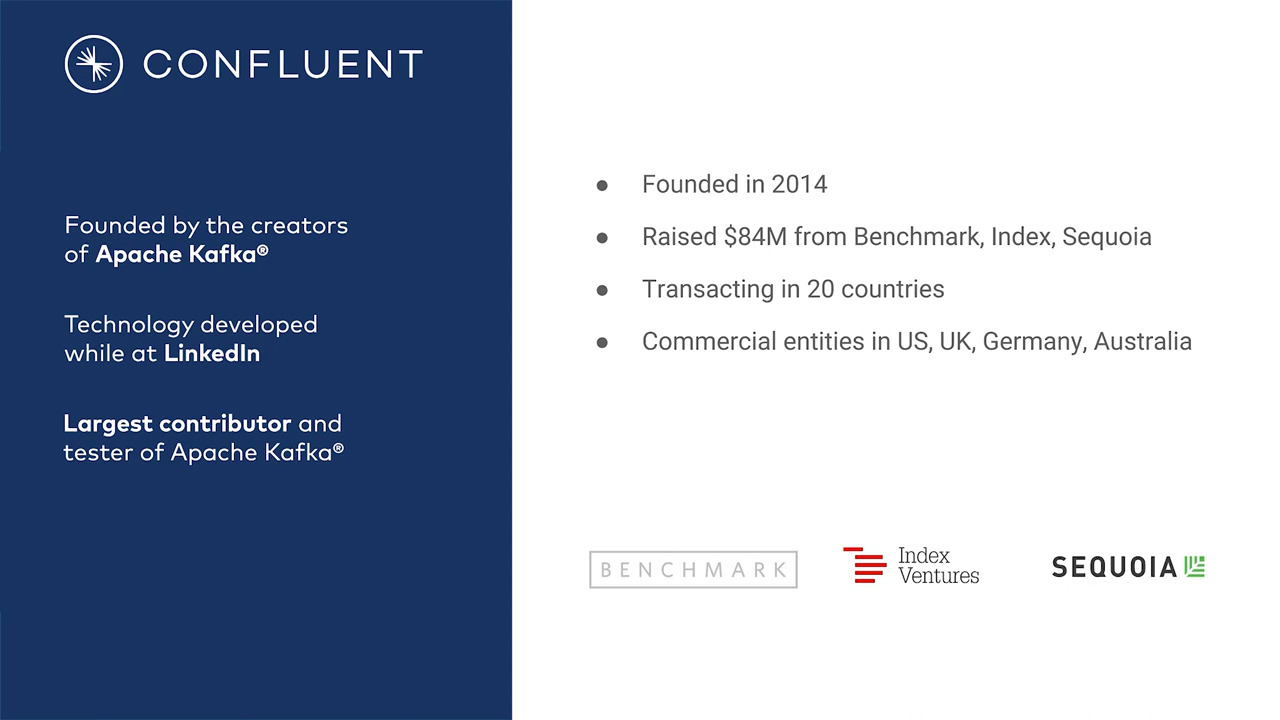 CONFLUENT
Founded by the creators
of Apache Kafka®
Technology developed
while at LinkedIn
Largest contributor and
tester of Apache Kafka®
● Founded in 2014
● Raised $84M from Benchmark, Index, Sequoia
● Transacting in 20 countries
● Commercial entities in US, UK, Germany, Australia
BENCHMARK
Index
Ventures
SEQUOIA